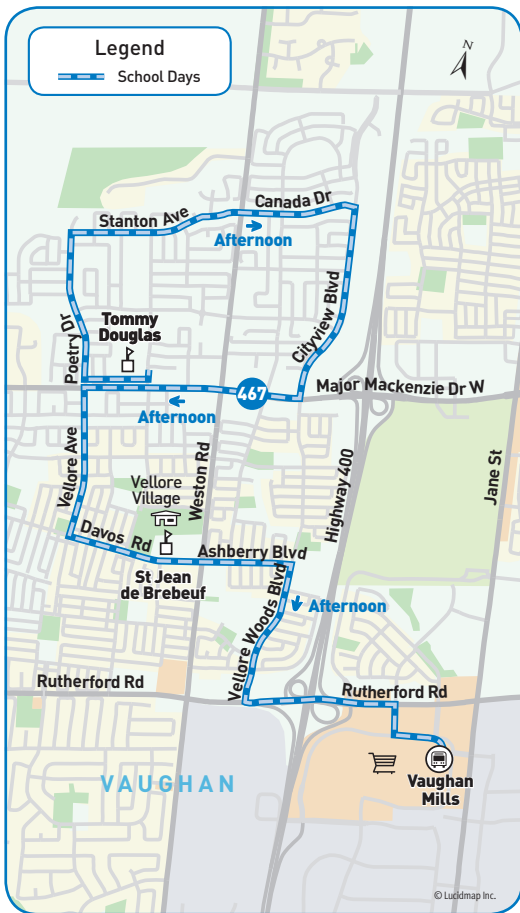 Legend
School Days
N
Canada Dr
Stanton Ave
Afternoon
Cityview Blvd
Tommy
Douglas
Poetry Dr
467
Major Mackenzie Dr W
Afternoon
Vellore Ave
Weston Rd
Highway 400
Jane St
Vellore
Village
Davos Rd
Ashberry Blvd
St Jean
de Brebeuf
Vellore Woods Blvd
Afternoon
Rutherford Rd
Rutherford Rd
VAUGHAN
Vaughan
Mills
© Lucidmap Inc.